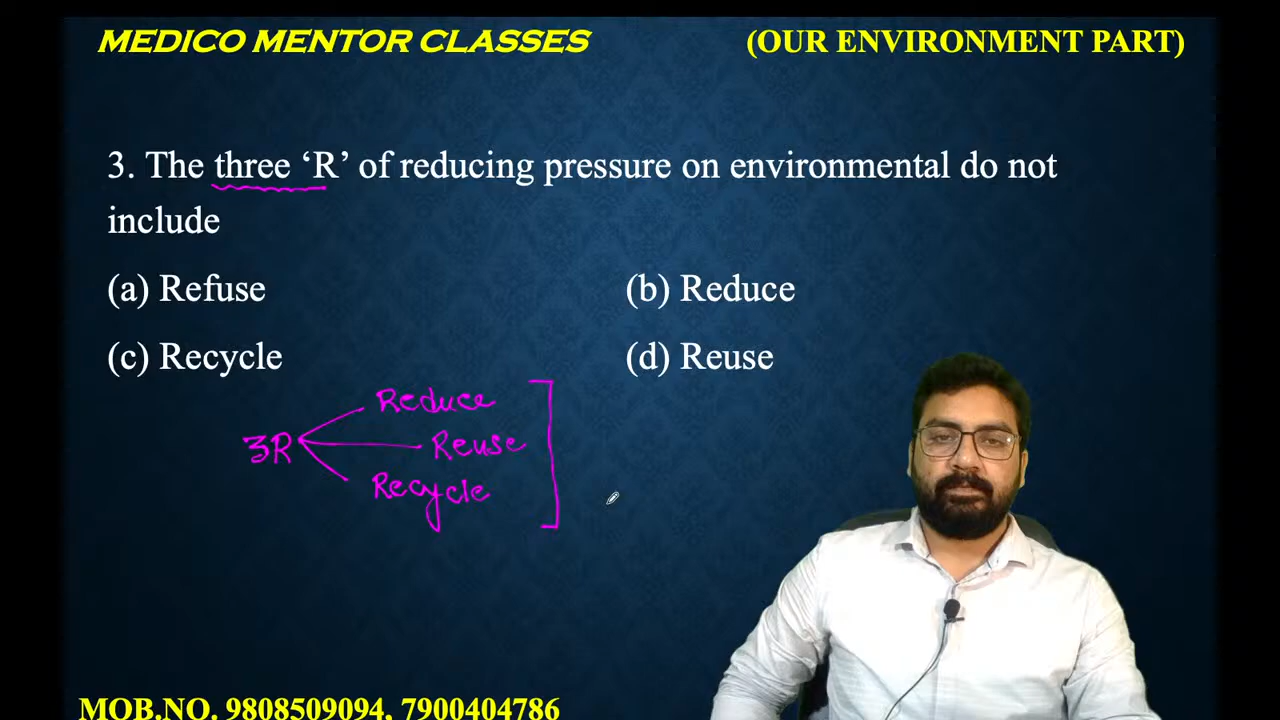 MEDICO MENTOR CLASSES
(OUR ENVIRONMENT PART)
3. The three ‘R’ of reducing pressure on environmental do not
include
(a) Refuse
(b) Reduce
(c) Recycle
(d) Reuse
3R
Reduce
Reuse
Recycle
MOB.NO. 9808509094, 7900404786